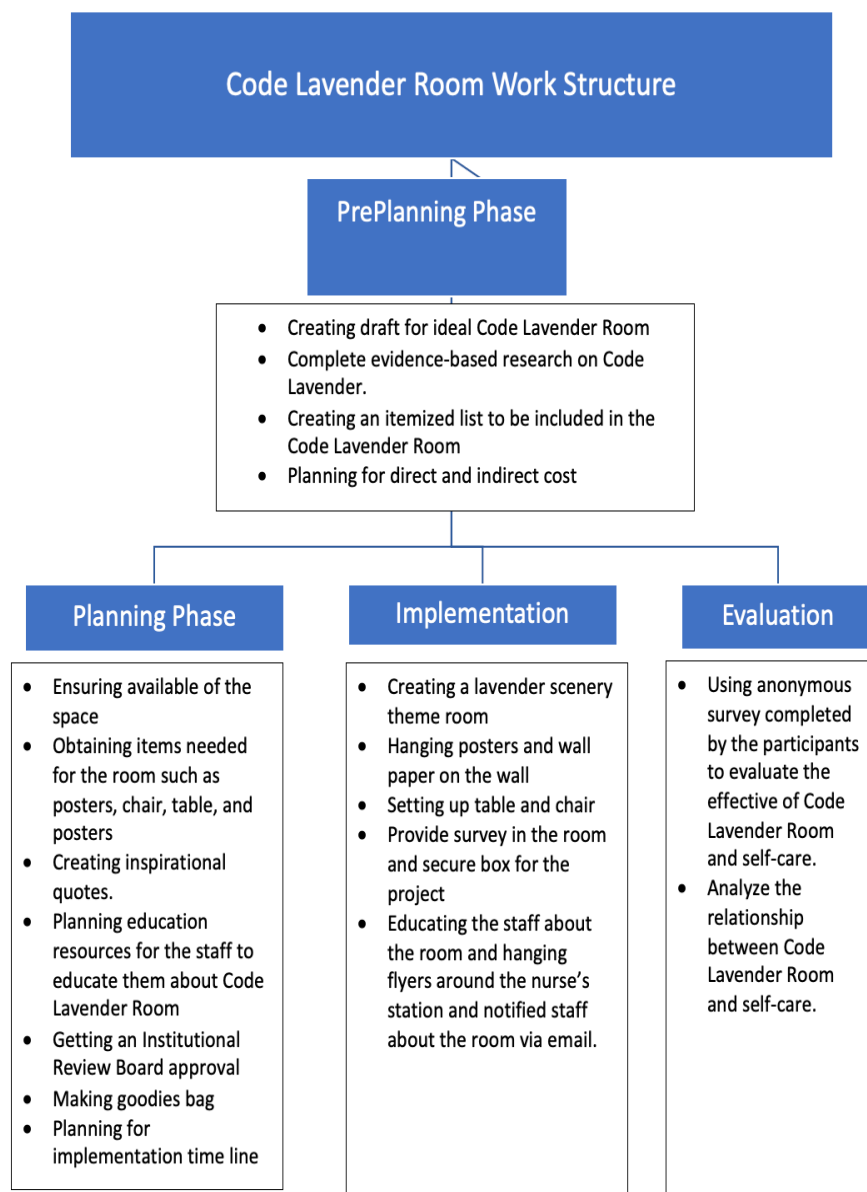 Code Lavender Room Work Structure
PrePlanning Phase
• Creating draft for ideal Code Lavender Room
• Complete evidence-based research on Code
Lavender.
• Creating an itemized list to be included in the
Code Lavender Room
• Planning for direct and indirect cost
Planning Phase
• Ensuring available of the
space
• Obtaining items needed
for the room such as
posters, chair, table, and
posters
• Creating inspirational
quotes.
• Planning education
resources for the staff to
educate them about Code
Lavender Room
• Getting an Institutional
Review Board approval
• Making goodies bag
• Planning for
implementation time line
Implementation
• Creating a lavender scenery
theme room
• Hanging posters and wall
paper on the wall
• Setting up table and chair
• Provide survey in the room
and secure box for the
project
• Educating the staff about
the room and hanging
flyers around the nurse’s
station and notified staff
about the room via email.
Evaluation
• Using anonymous
survey completed
by the participants
to evaluate the
effective of Code
Lavender Room
and self-care.
• Analyze the
relationship
between Code
Lavender Room
and self-care.